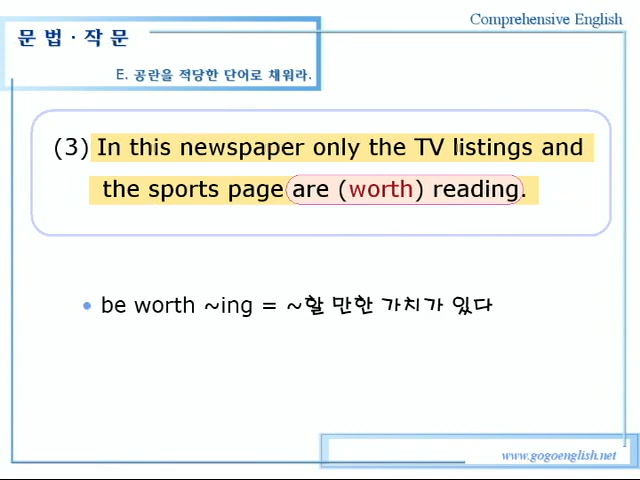 Comprehensive English
문 법 · 작 문
E. 공란을 적당한 단어로 채워라.
(3) In this newspaper only the TV listings and
the sports page are (worth) reading.
• be worth ~ing = ~할 만한 가치가 있다
www.gogoenglish.net